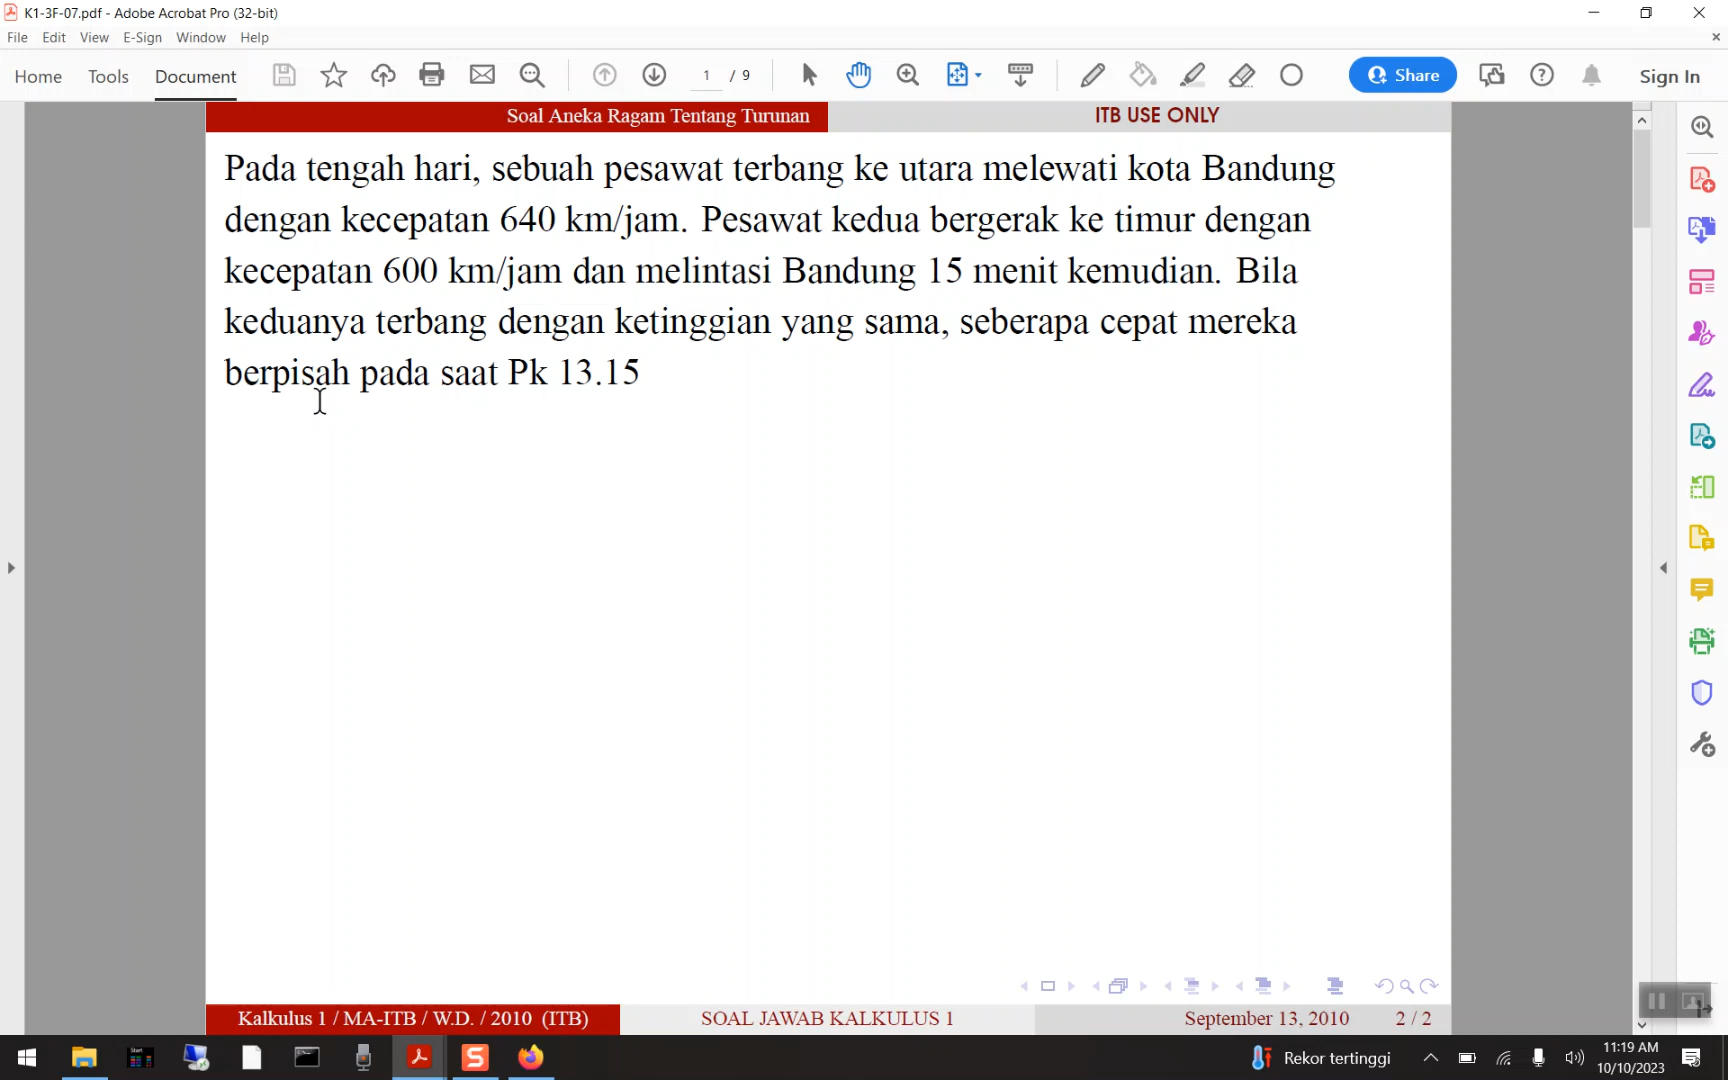 K1-3F-07.pdf - Adobe Acrobat Pro (32-bit)
File Edit View E-Sign Window Help
Home Tools Document 1 / 9 Share Sign In
Soal Aneka Ragam Tentang Turunan ITB USE ONLY
Pada tengah hari, sebuah pesawat terbang ke utara melewati kota Bandung
dengan kecepatan 640 km/jam. Pesawat kedua bergerak ke timur dengan
kecepatan 600 km/jam dan melintasi Bandung 15 menit kemudian. Bila
keduanya terbang dengan ketinggian yang sama, seberapa cepat mereka
berpisah pada saat Pk 13.15
Kalkulus 1 / MA-ITB / W.D. / 2010 (ITB) SOAL JAWAB KALKULUS 1 September 13, 2010 2 / 2
Start
Rekor tertinggi
11:19 AM
10/10/2023